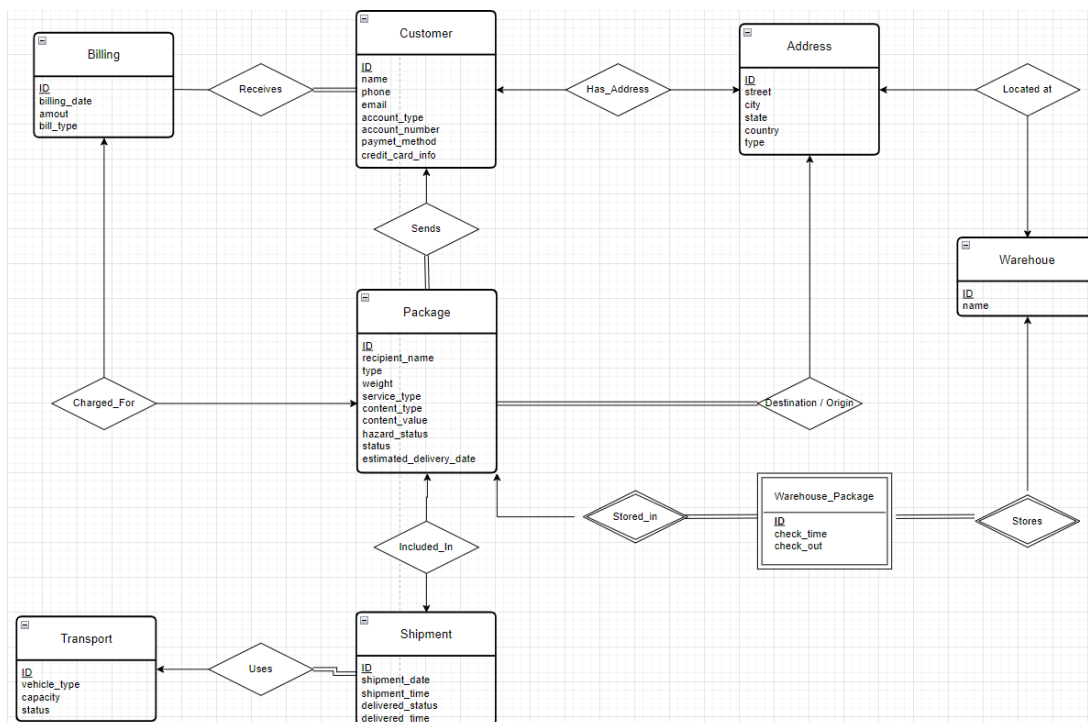 Customer
ID
name
phone
email
account_type
account_number
paymet_method
credit_card_info
Billing
ID
billing_date
amout
bill_type
Receives
Has_Address
Address
ID
street
city
state
country
type
Located at
Sends
Warehoue
ID
name
Package
ID
recipient_name
type
weight
service_type
content_type
content_value
hazard_status
status
estimated_delivery_date
Charged_For
Destination / Origin
Stored_in
Warehouse_Package
ID
check_time
check_out
Stores
Included_In
Transport
ID
vehicle_type
capacity
status
Uses
Shipment
ID
shipment_date
shipment_time
delivered_status
delivered_time